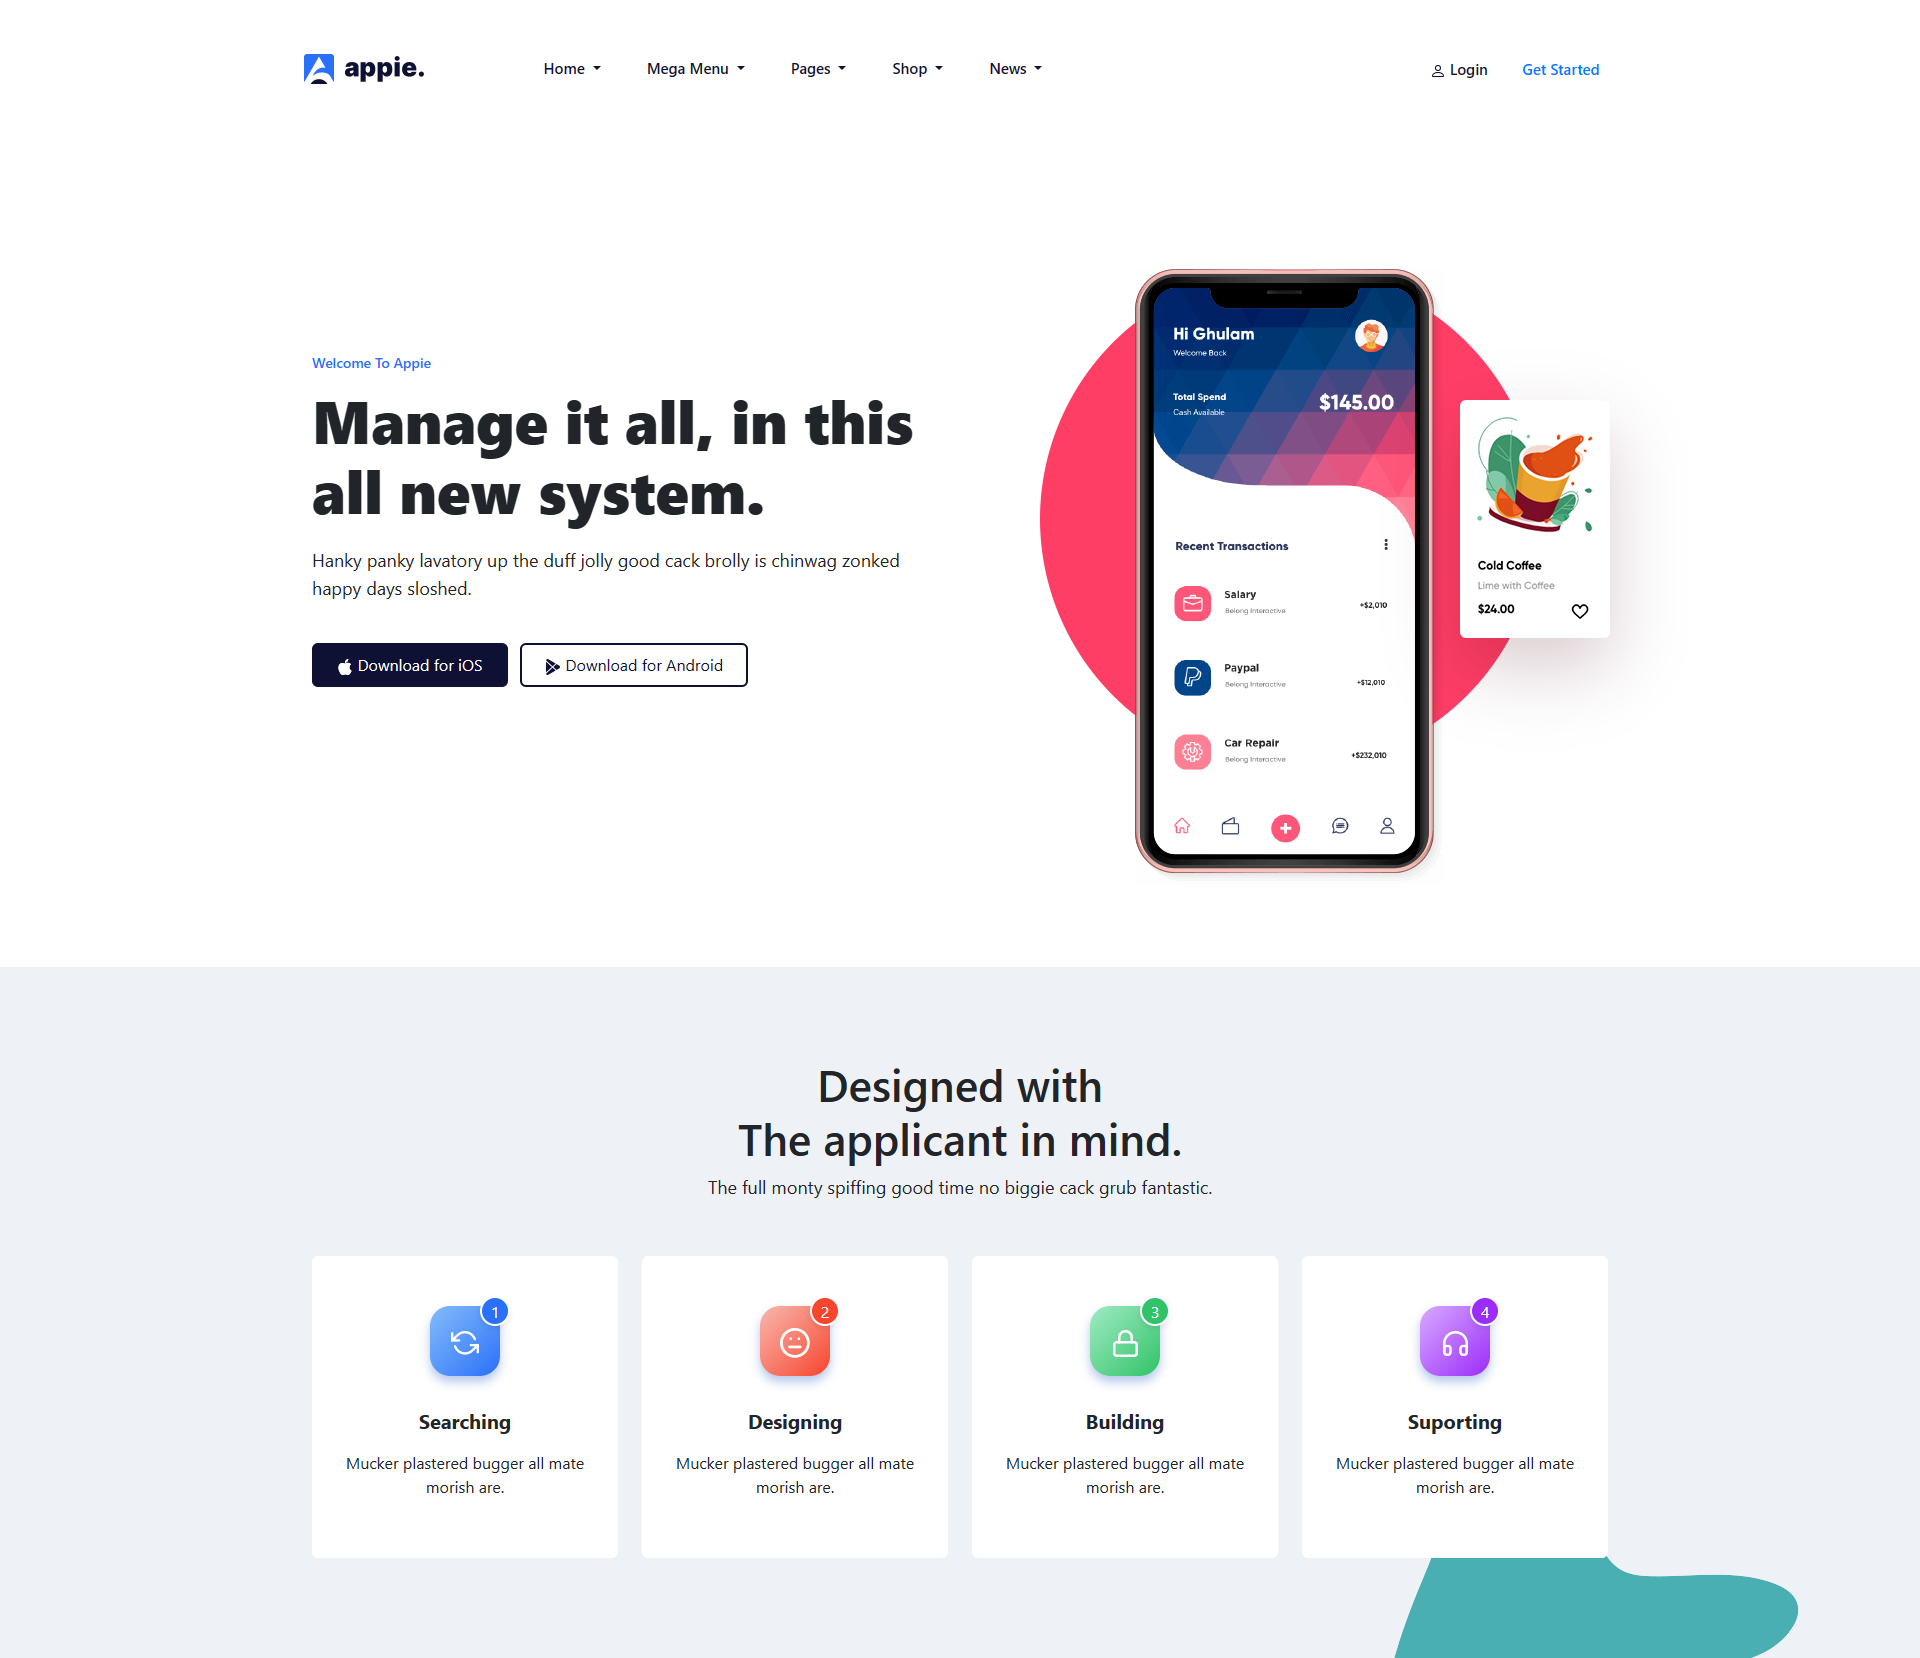 appie.
Home
Mega Menu
Pages
Shop
News
Login
Get Started
Welcome To Appie
Manage it all, in this
all new system.
Hanky panky lavatory up the duff jolly good cack brolly is chinwag zonked
happy days sloshed.
Download for iOS
Download for Android
Hi Ghulam
Welcome Back
Total Spend
Cash Available
$145.00
Recent Transactions
Salary
Belong Interactive
+$2,010
Paypal
Belong Interactive
+$12,010
Car Repair
Belong Interactive
+$232,010
Cold Coffee
Lime with Coffee
$24.00
Designed with
The applicant in mind.
The full monty spiffing good time no biggie cack grub fantastic.
1
Searching
Mucker plastered bugger all mate
morish are.
2
Designing
Mucker plastered bugger all mate
morish are.
3
Building
Mucker plastered bugger all mate
morish are.
4
Suporting
Mucker plastered bugger all mate
morish are.